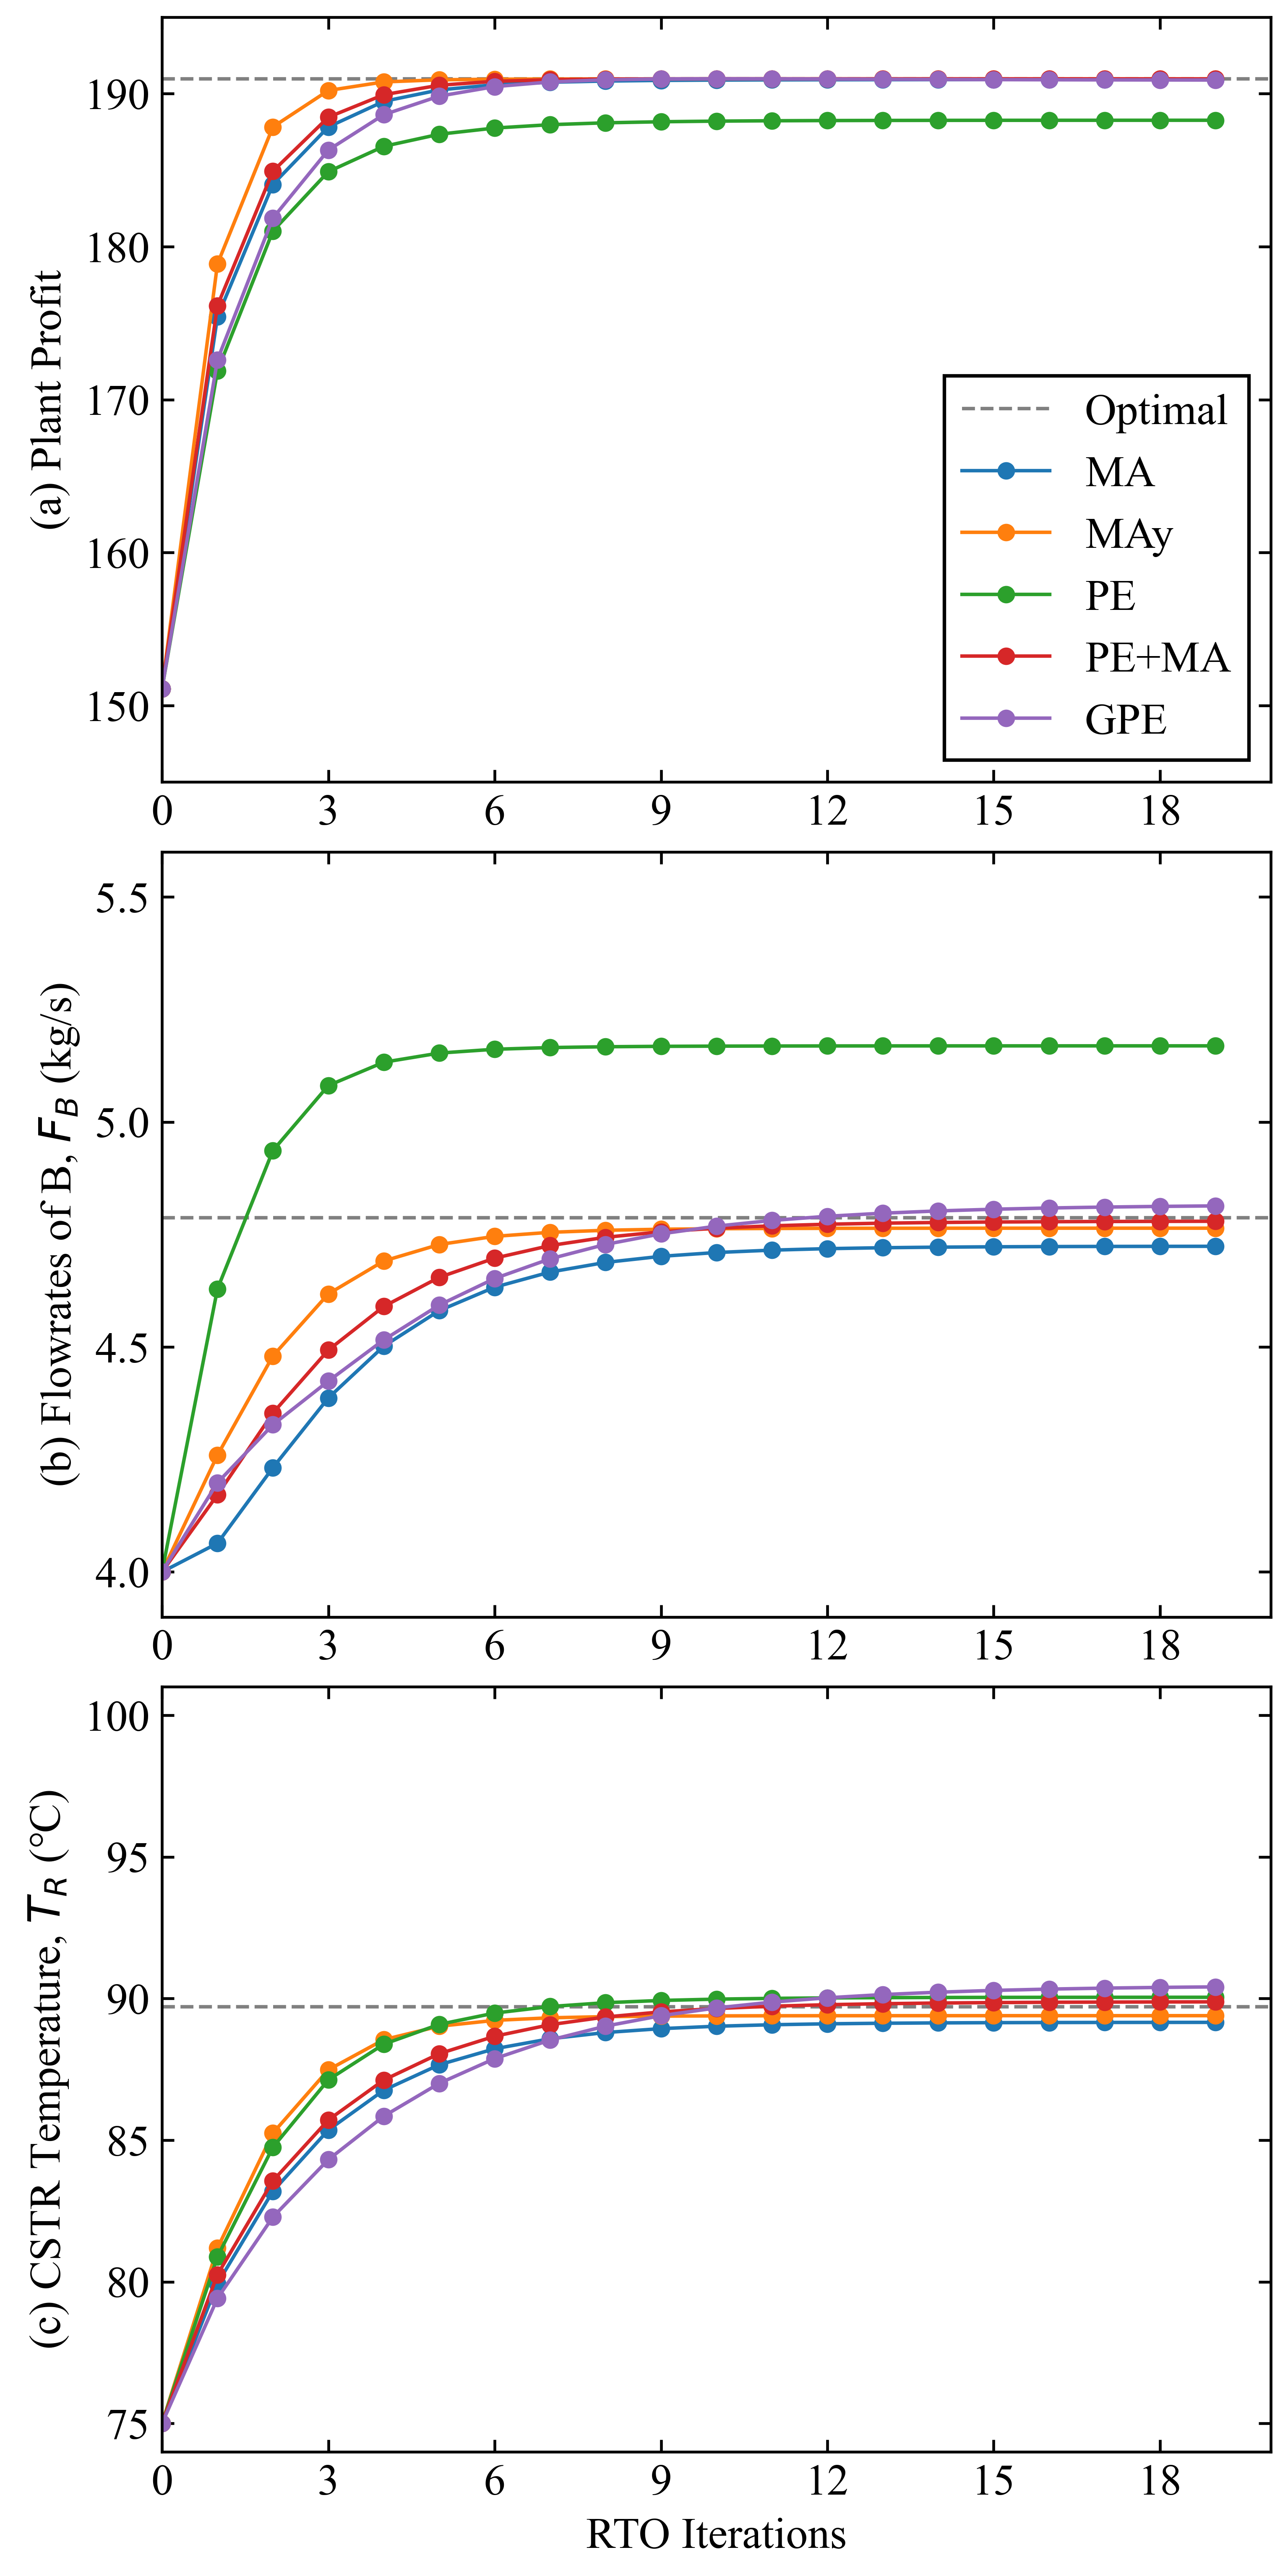 (a) Plant Profit
190
180
170
160
150
Optimal
MA
MAy
PE
PE+MA
GPE
0 3 6 9 12 15 18
(b) Flowrates of B, F_B (kg/s)
5.5
5.0
4.5
4.0
0 3 6 9 12 15 18
(c) CSTR Temperature, T_R (°C)
100
95
90
85
80
75
0 3 6 9 12 15 18
RTO Iterations